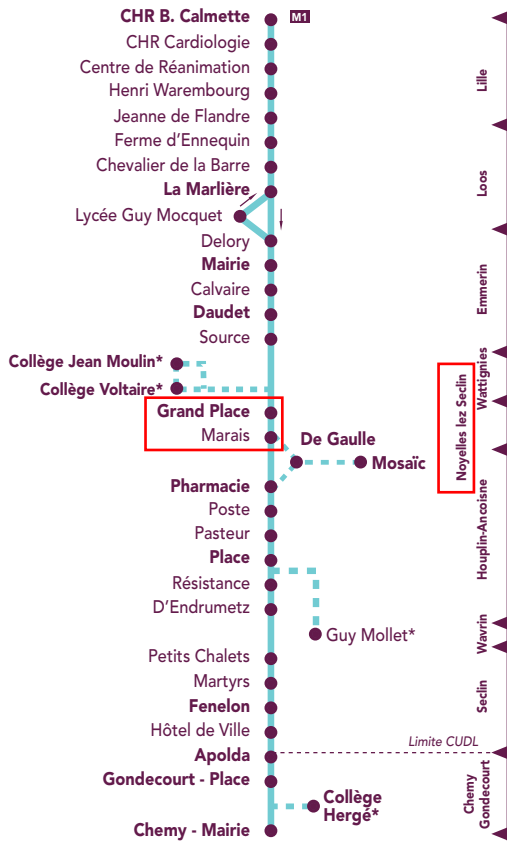 CHR B. Calmette
M1
CHR Cardiologie
Centre de Réanimation
Henri Warembourg
Jeanne de Flandre
Ferme d'Ennequin
Chevalier de la Barre
La Marlière
Lycée Guy Mocquet
Delory
Mairie
Calvaire
Daudet
Source
Collège Jean Moulin*
Collège Voltaire*
Grand Place
Marais
De Gaulle
Mosaïc
Pharmacie
Poste
Pasteur
Place
Résistance
D'Endrumetz
Guy Mollet*
Petits Chalets
Martyrs
Fenelon
Hôtel de Ville
Limite CUDL
Apolda
Gondecourt - Place
Collège
Hergé*
Chemy - Mairie
Lille
Loos
Emmerin
Wattignies
Noyelles lez Seclin
Houplin-Ancoisne
Wavrin
Seclin
Chemy
Gondecourt